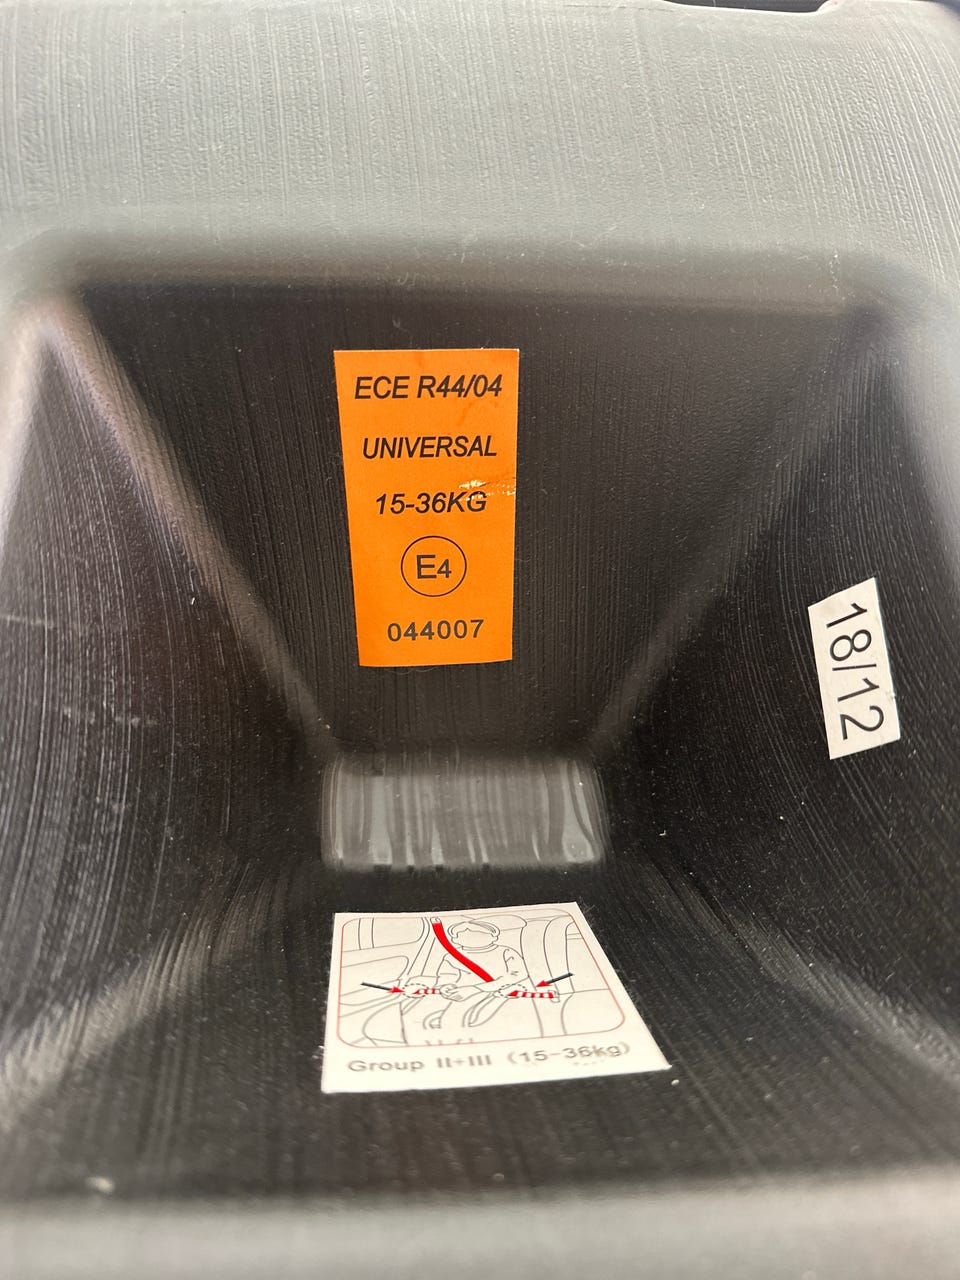 ECE R44/04
UNIVERSAL
15-36KG
E4
044007
18/12
Group II+III (15-36kg)